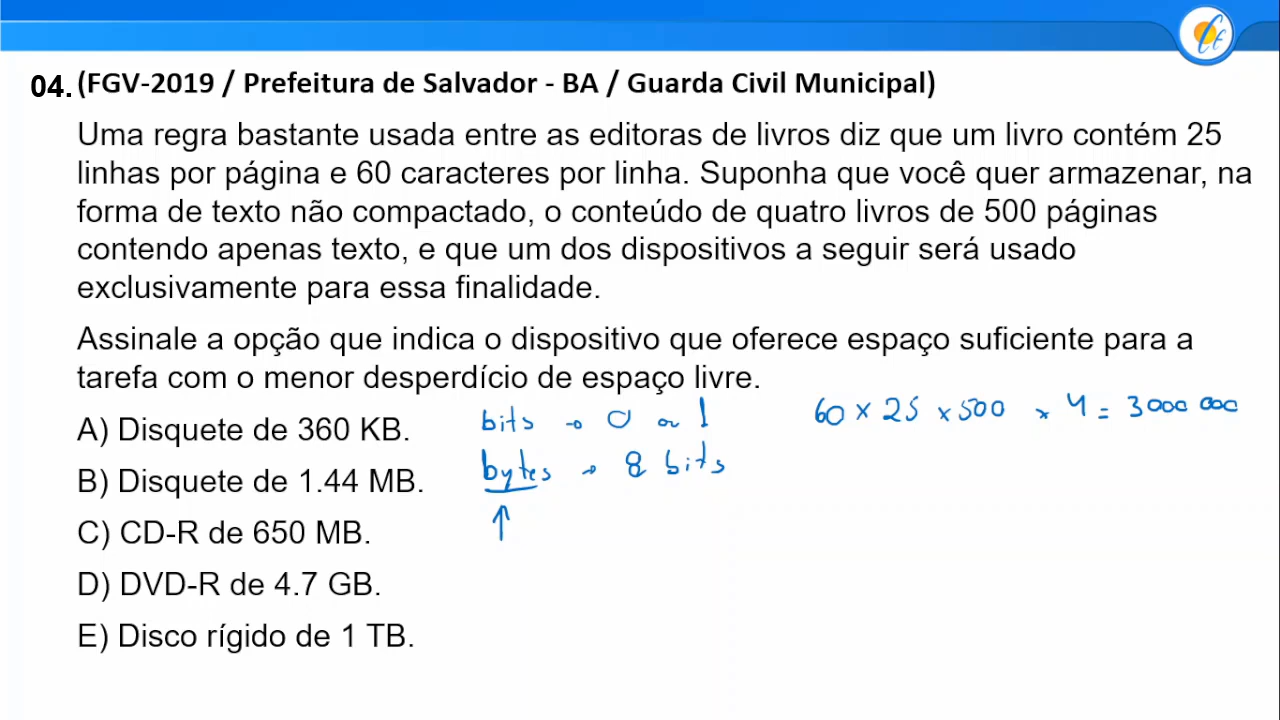 04. (FGV-2019 / Prefeitura de Salvador - BA / Guarda Civil Municipal)
Uma regra bastante usada entre as editoras de livros diz que um livro contém 25
linhas por página e 60 caracteres por linha. Suponha que você quer armazenar, na
forma de texto não compactado, o conteúdo de quatro livros de 500 páginas
contendo apenas texto, e que um dos dispositivos a seguir será usado
exclusivamente para essa finalidade.
Assinale a opção que indica o dispositivo que oferece espaço suficiente para a
tarefa com o menor desperdício de espaço livre.
60 × 25 × 500 × 4 = 3000 000
A) Disquete de 360 KB.
bits → 0 ou 1
B) Disquete de 1.44 MB.
bytes → 8 bits
C) CD-R de 650 MB.
D) DVD-R de 4.7 GB.
E) Disco rígido de 1 TB.